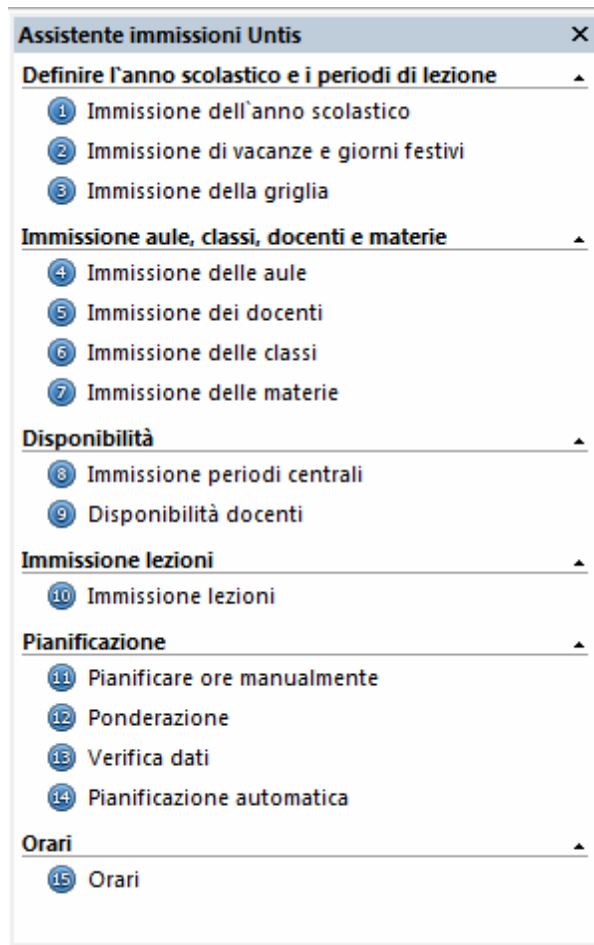 Assistente immissioni Untis
Definire l`anno scolastico e i periodi di lezione
1 Immissione dell`anno scolastico
2 Immissione di vacanze e giorni festivi
3 Immissione della griglia
Immissione aule, classi, docenti e materie
4 Immissione delle aule
5 Immissione dei docenti
6 Immissione delle classi
7 Immissione delle materie
Disponibilità
8 Immissione periodi centrali
9 Disponibilità docenti
Immissione lezioni
10 Immissione lezioni
Pianificazione
11 Pianificare ore manualmente
12 Ponderazione
13 Verifica dati
14 Pianificazione automatica
Orari
15 Orari